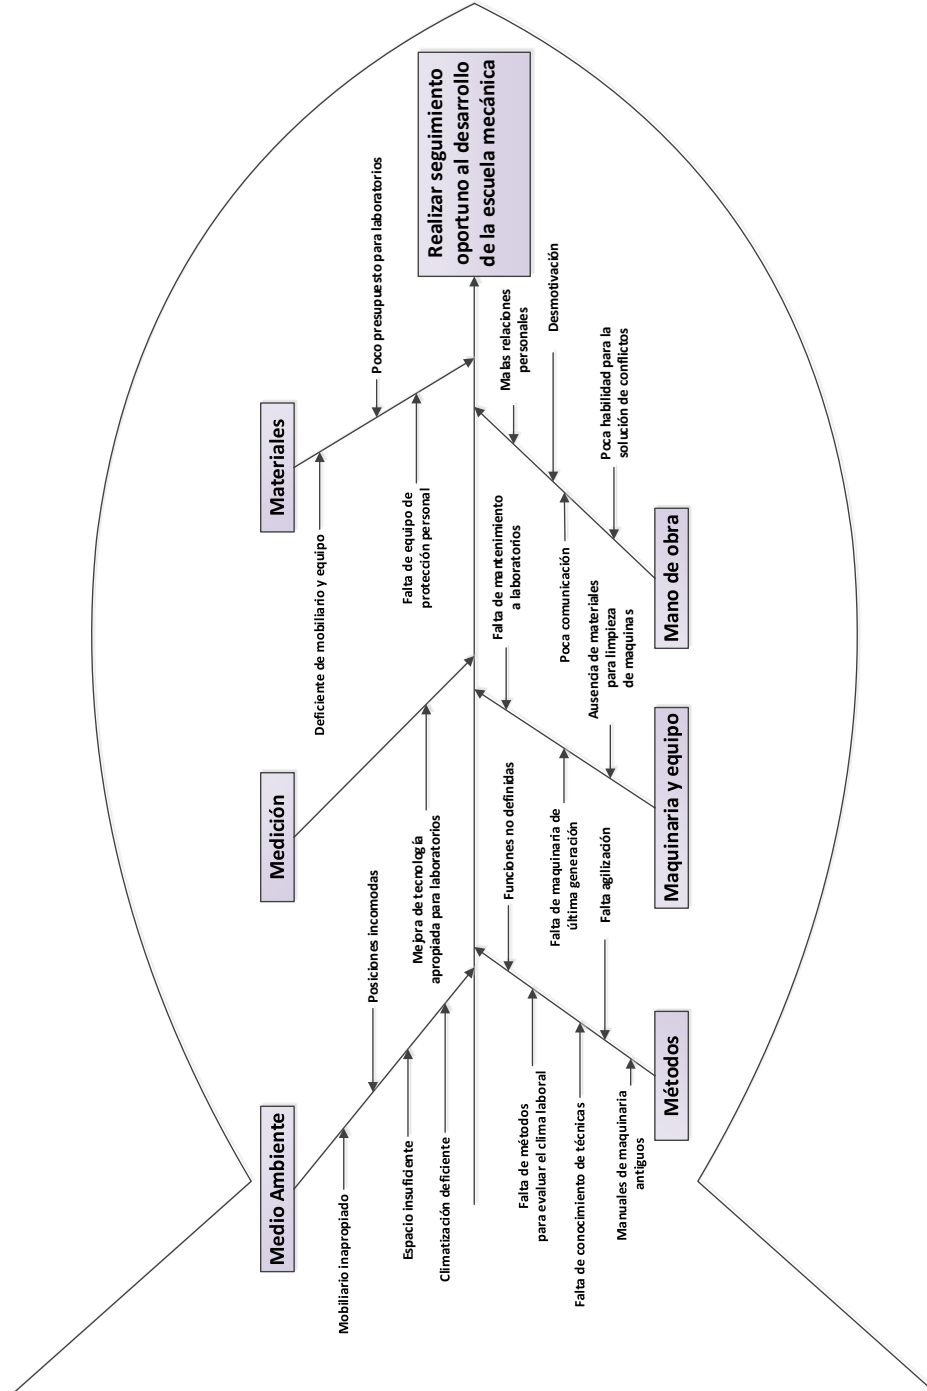 Medio Ambiente
Mobiliario inapropiado
Posiciones incomodas
Espacio insuficiente
Climatización deficiente
Medición
Mejora de tecnología
apropiada para laboratorios
Materiales
Deficiente de mobiliario y equipo
Poco presupuesto para laboratorios
Falta de equipo de
protección personal
Realizar seguimiento
oportuno al desarrollo
de la escuela mecánica
Métodos
Funciones no definidas
Falta de métodos
para evaluar el clima laboral
Falta de conocimiento de técnicas
Falta agilización
Manuales de maquinaria
antiguos
Maquinaria y equipo
Falta de mantenimiento
a laboratorios
Falta de maquinaria de
última generación
Ausencia de materiales
para limpieza
de maquinas
Mano de obra
Malas relaciones
personales
Desmotivación
Poca comunicación
Poca habilidad para la
solución de conflictos